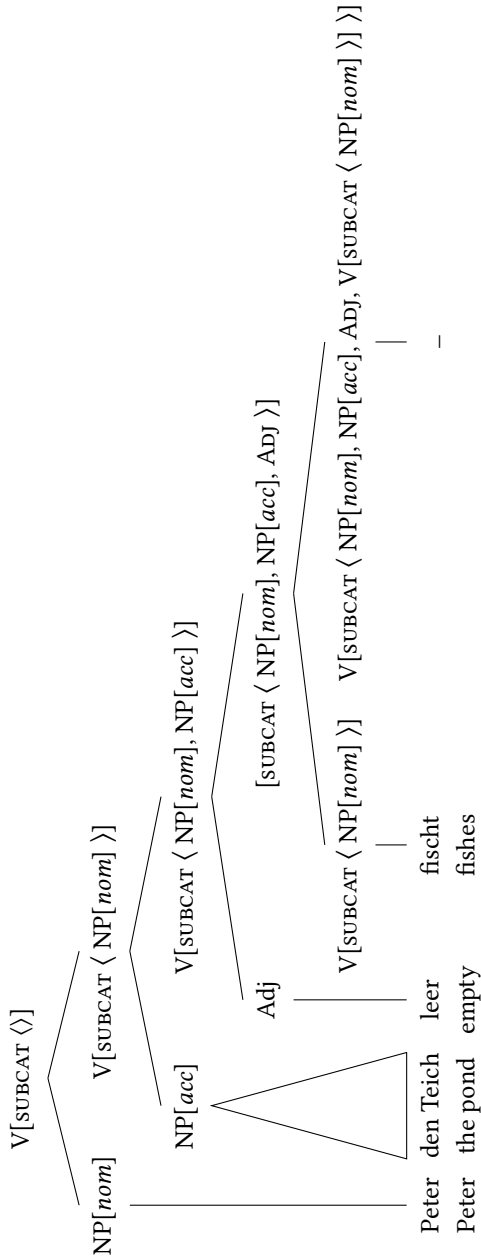 V[SUBCAT ⟨⟩]
NP[nom] V[SUBCAT ⟨ NP[nom] ⟩]
NP[acc] V[SUBCAT ⟨ NP[nom], NP[acc] ⟩]
Adj [SUBCAT ⟨ NP[nom], NP[acc], ADJ ⟩]
V[SUBCAT ⟨ NP[nom] ⟩] V[SUBCAT ⟨ NP[nom], NP[acc], ADJ, V[SUBCAT ⟨ NP[nom] ⟩] ⟩]
Peter den Teich leer fischt –
Peter the pond empty fishes